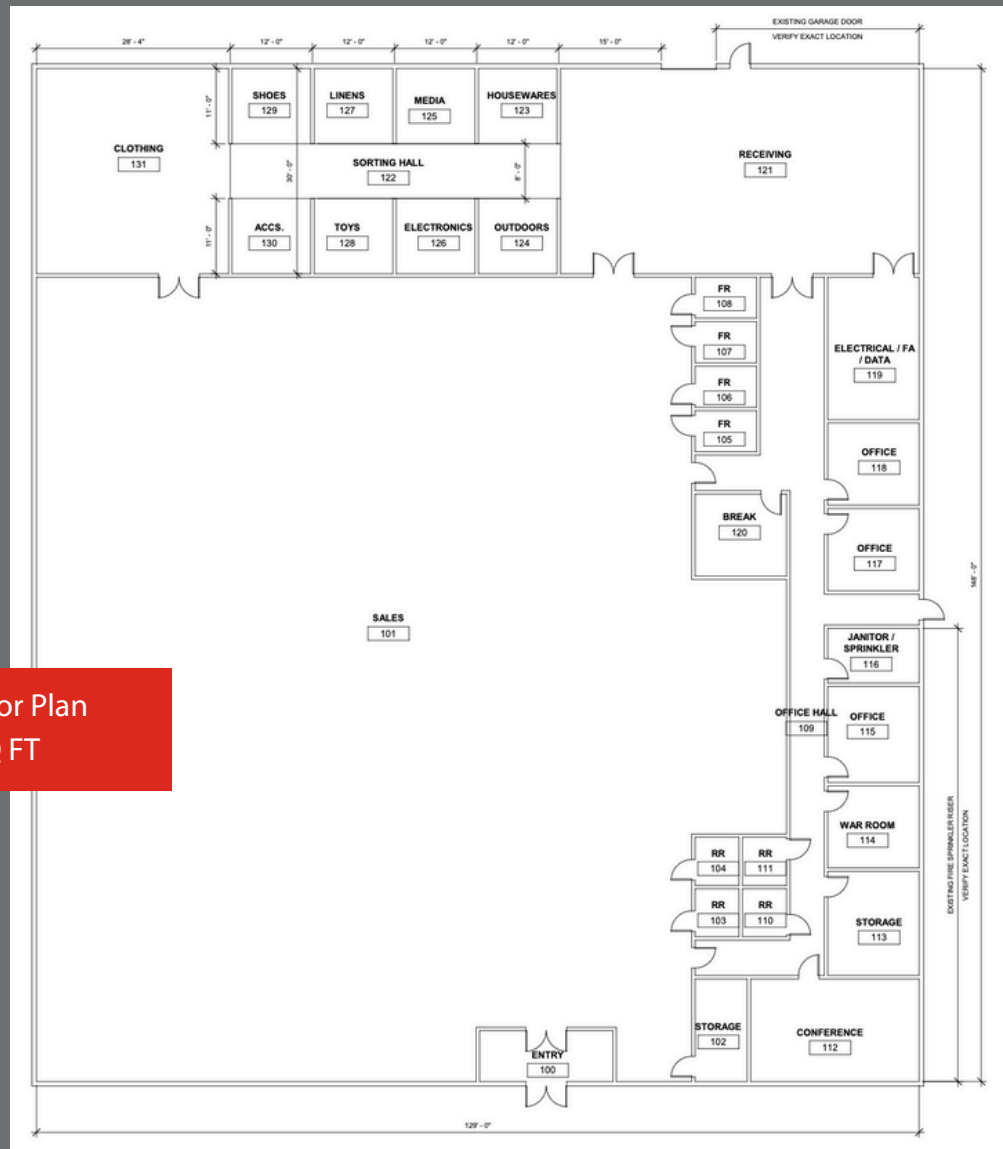 EXISTING GARAGE DOOR
VERIFY EXACT LOCATION
28' - 4"
12' - 0"
12' - 0"
12' - 0"
12' - 0"
15' - 0"
SHOES
129
LINENS
127
MEDIA
125
HOUSEWARES
123
11' - 0"
CLOTHING
131
SORTING HALL
122
30' - 0"
8' - 0"
RECEIVING
121
11' - 0"
ACCS.
130
TOYS
128
ELECTRONICS
126
OUTDOORS
124
FR
108
FR
107
FR
106
FR
105
ELECTRICAL / FA
/ DATA
119
OFFICE
118
BREAK
120
OFFICE
117
148' - 0"
SALES
101
JANITOR /
SPRINKLER
116
or Plan
FT
OFFICE HALL
109
OFFICE
115
WAR ROOM
114
EXISTING FIRE SPRINKLER RISER
VERIFY EXACT LOCATION
RR
104
RR
111
RR
103
RR
110
STORAGE
113
STORAGE
102
CONFERENCE
112
ENTRY
100
129' - 0"